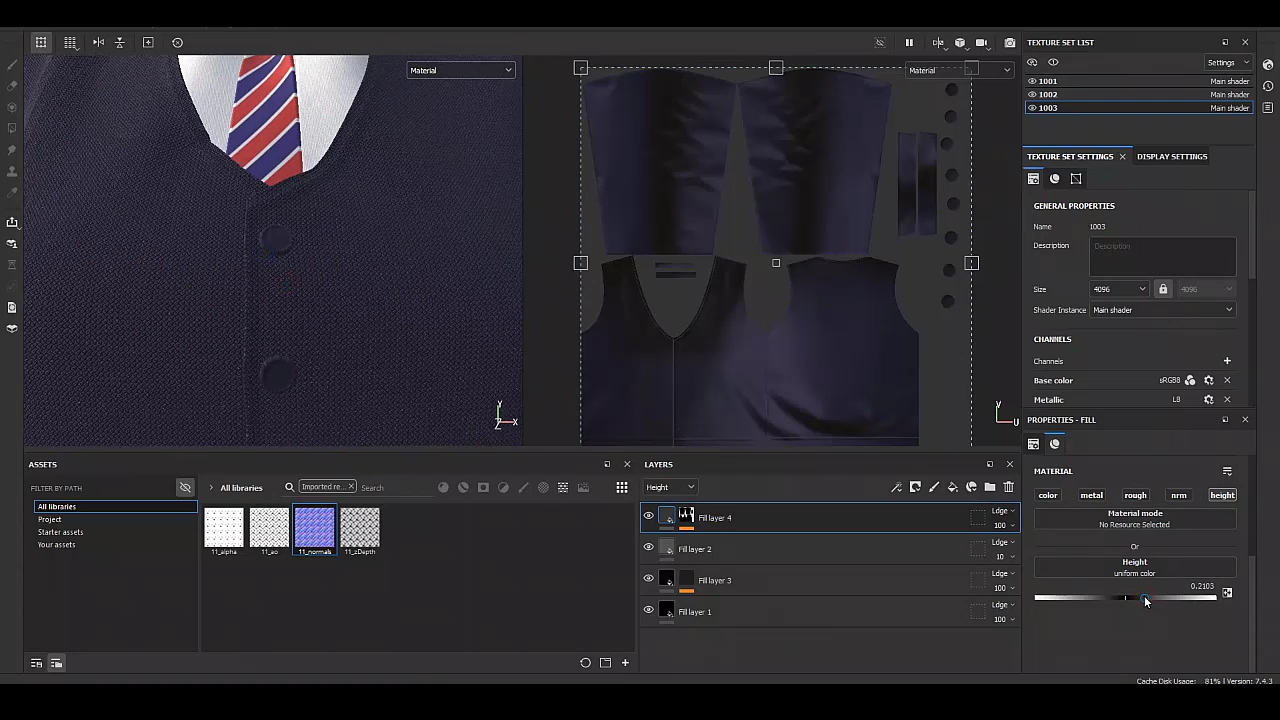 Material
Material
TEXTURE SET LIST
Settings
1001 Main shader
1002 Main shader
1003 Main shader
TEXTURE SET SETTINGS
DISPLAY SETTINGS
GENERAL PROPERTIES
Name 1003
Description Description
Size 4096 4096
Shader Instance Main shader
CHANNELS
Channels
Base color sRGB8
Metallic L8
Y
X
Z
V
U
PROPERTIES - FILL
MATERIAL
color metal rough nrm height
Material mode
No Resource Selected
Or
Height
uniform color
0.2103
ASSETS
FILTER BY PATH
All libraries
Project
Starter assets
Your assets
All libraries
Imported re...
Search
11_alpha
11_ao
11_normals
11_zDepth
LAYERS
Height
Fill layer 4 Ldge 100
Fill layer 2 Ldge 10
Fill layer 3 Ldge 100
Fill layer 1 Ldge 100
Cache Disk Usage: 81% | Version: 7.4.3